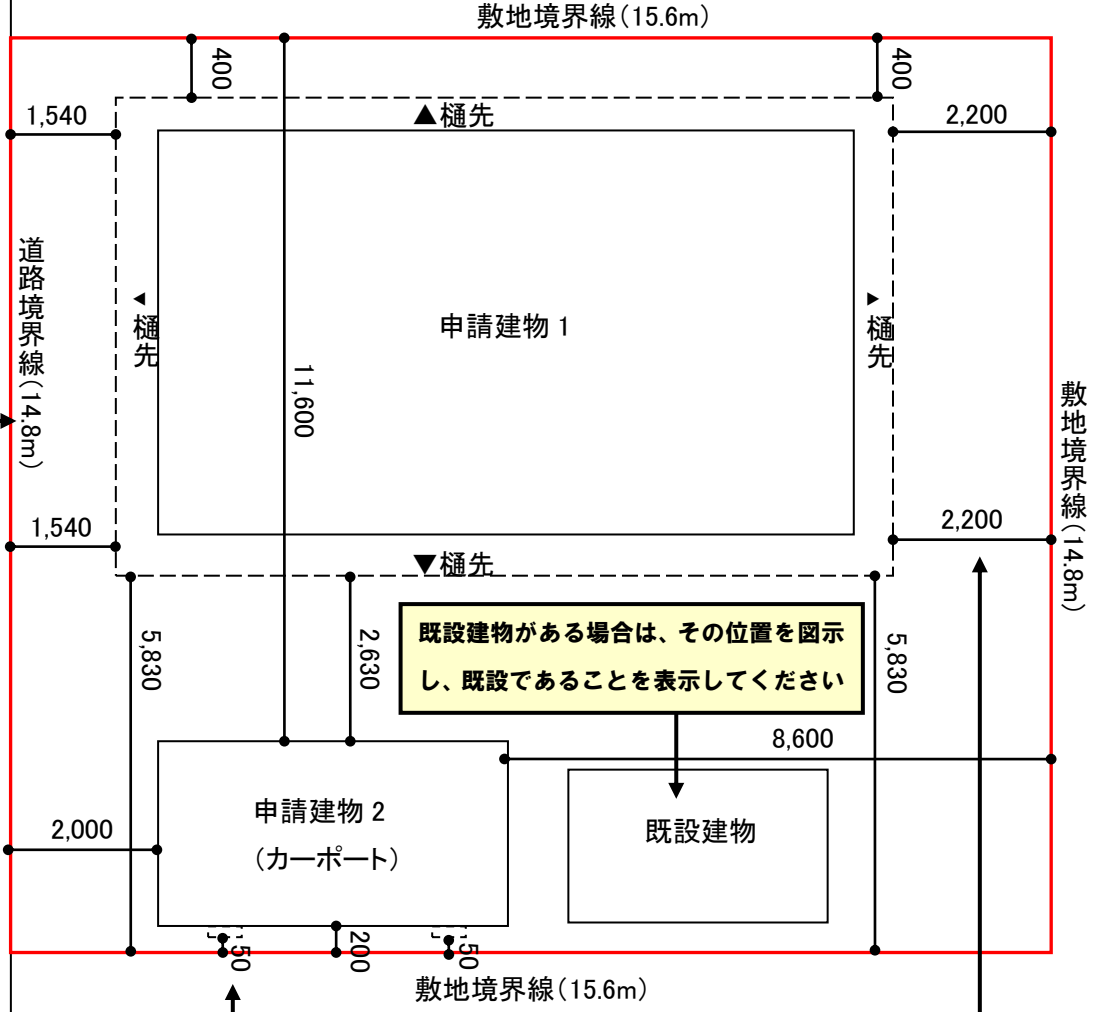 敷地境界線(15.6m)
400
400
1,540
▲樋先
2,200
道路境界線(14.8m)
樋先
申請建物1
樋先
11,600
敷地境界線(14.8m)
1,540
▼樋先
2,200
5,830
2,630
既設建物がある場合は、その位置を図示
し、既設であることを表示してください
5,830
8,600
申請建物2
(カーポート)
既設建物
2,000
50
200
50
敷地境界線(15.6m)